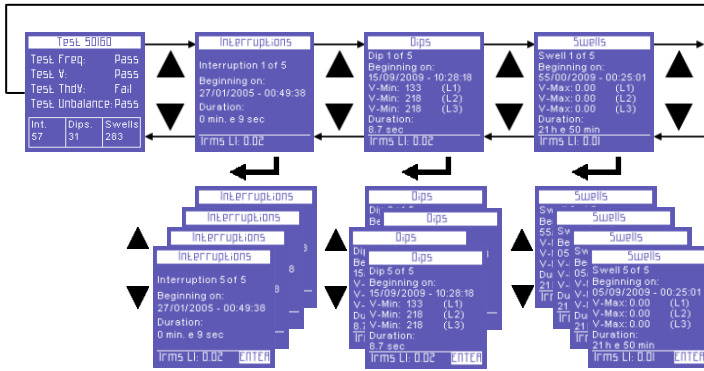 Test 50160
Test Freq: Pass
Test V: Pass
Test ThdV: Fail
Test Unbalance: Pass
Int. Dips. Swells
57 31 283
Interruptions
Interruption 1 of 5
Beginning on:
27/01/2005 - 00:49:38
Duration:
0 min. e 9 sec
Irms L1: 0.02
Dips
Dip 1 of 5
Beginning on:
15/09/2009 - 10:28:18
V-Min: 133 (L1)
V-Min: 218 (L2)
V-Min: 218 (L3)
Duration:
8.7 sec
Irms L1: 0.02
Swells
Swell 1 of 5
Beginning on:
55/00/2009 - 00:25:01
V-Max: 0.00 (L1)
V-Max: 0.00 (L2)
V-Max: 0.00 (L3)
Duration:
21 h e 50 min
Irms L1: 0.01
Interruptions
Interruptions
Interruptions
Interruptions
Interruption 5 of 5
Beginning on:
27/01/2005 - 00:49:38
Duration:
0 min. e 9 sec
Irms L1: 0.02 ENTER
Dips
Dips
Dips
Dips
Dip 5 of 5
Beginning on:
15/09/2009 - 10:28:18
V-Min: 133 (L1)
V-Min: 218 (L2)
V-Min: 218 (L3)
Duration:
8.7 sec
Irms L1: 0.02 ENTER
Swells
Swells
Swells
Swells
Swell 5 of 5
Beginning on:
05/09/2009 - 00:25:01
V-Max: 0.00 (L1)
V-Max: 0.00 (L2)
V-Max: 0.00 (L3)
Duration:
21 h e 50 min
Irms L1: 0.01 ENTER